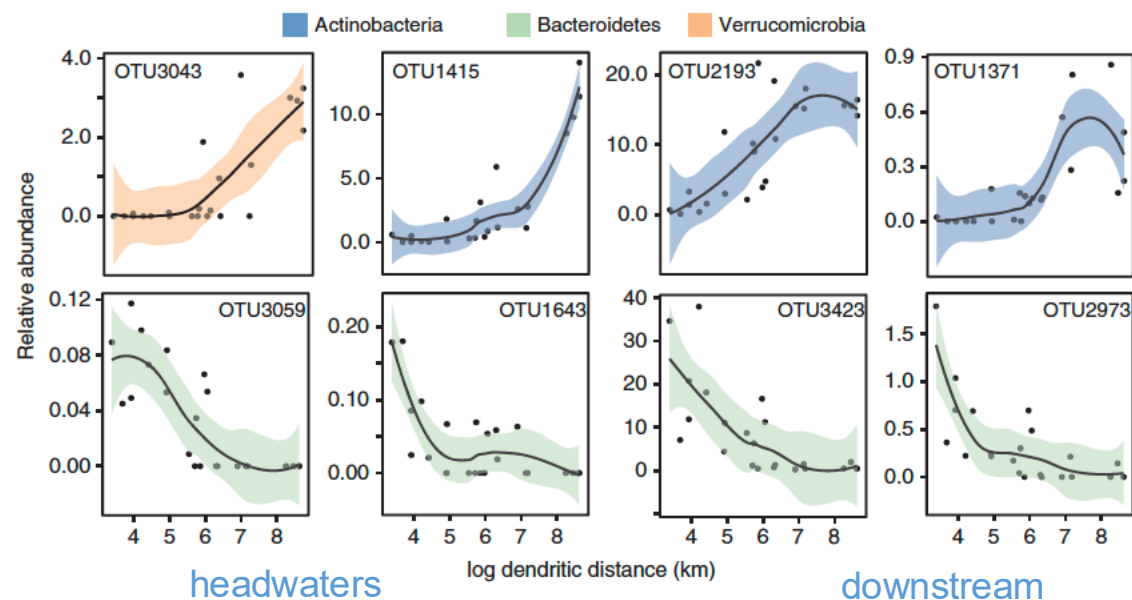 Actinobacteria Bacteroidetes Verrucomicrobia
Relative abundance
OTU3043
4.0
2.0
0.0
OTU1415
10.0
5.0
0.0
OTU2193
20.0
10.0
0.0
OTU1371
0.9
0.6
0.3
0.0
OTU3059
0.12
0.08
0.04
0.00
4 5 6 7 8
OTU1643
0.20
0.10
0.00
4 5 6 7 8
OTU3423
40
30
20
10
0
4 5 6 7 8
OTU2973
1.5
1.0
0.5
0.0
4 5 6 7 8
log dendritic distance (km)
headwaters downstream